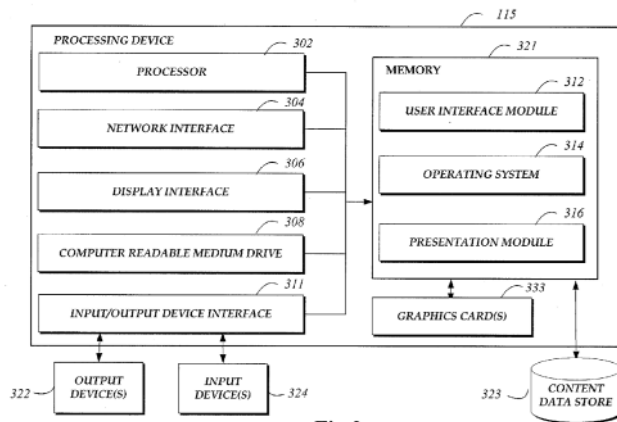 115
PROCESSING DEVICE
302
PROCESSOR
304
NETWORK INTERFACE
306
DISPLAY INTERFACE
308
COMPUTER READABLE MEDIUM DRIVE
311
INPUT/OUTPUT DEVICE INTERFACE
321
MEMORY
312
USER INTERFACE MODULE
314
OPERATING SYSTEM
316
PRESENTATION MODULE
333
GRAPHICS CARD(S)
322
OUTPUT
DEVICE(S)
INPUT
DEVICE(S)
324
323
CONTENT
DATA STORE